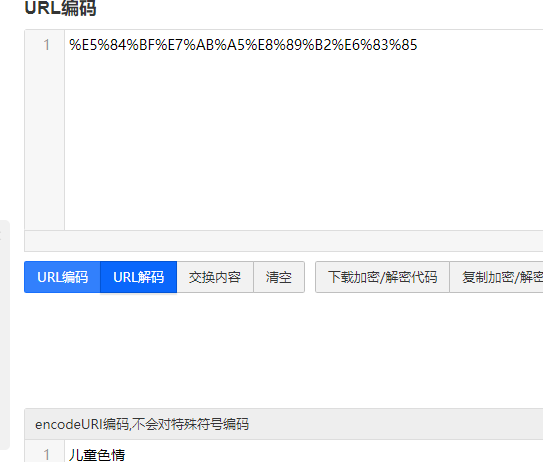 URL编码
1 %E5%84%BF%E7%AB%A5%E8%89%B2%E6%83%85
URL编码 URL解码 交换内容 清空 下载加密/解密代码 复制加密/解密
encodeURI编码,不会对特殊符号编码
1 儿童色情